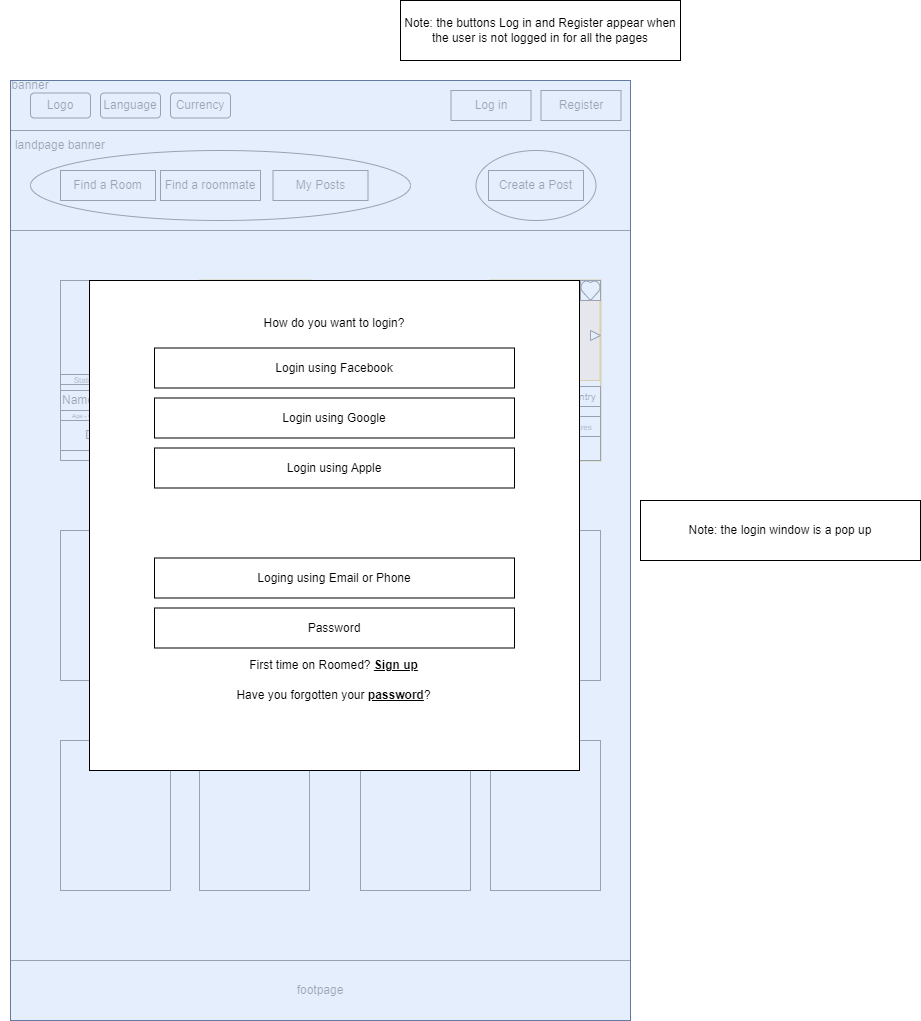 Note: the buttons Log in and Register appear when
the user is not logged in for all the pages
banner
Logo
Language
Currency
Log in
Register
landpage banner
Find a Room
Find a roommate
My Posts
Create a Post
How do you want to login?
Login using Facebook
Login using Google
Login using Apple
Name
Note: the login window is a pop up
Loging using Email or Phone
Password
First time on Roomed? Sign up
Have you forgotten your password?
footpage